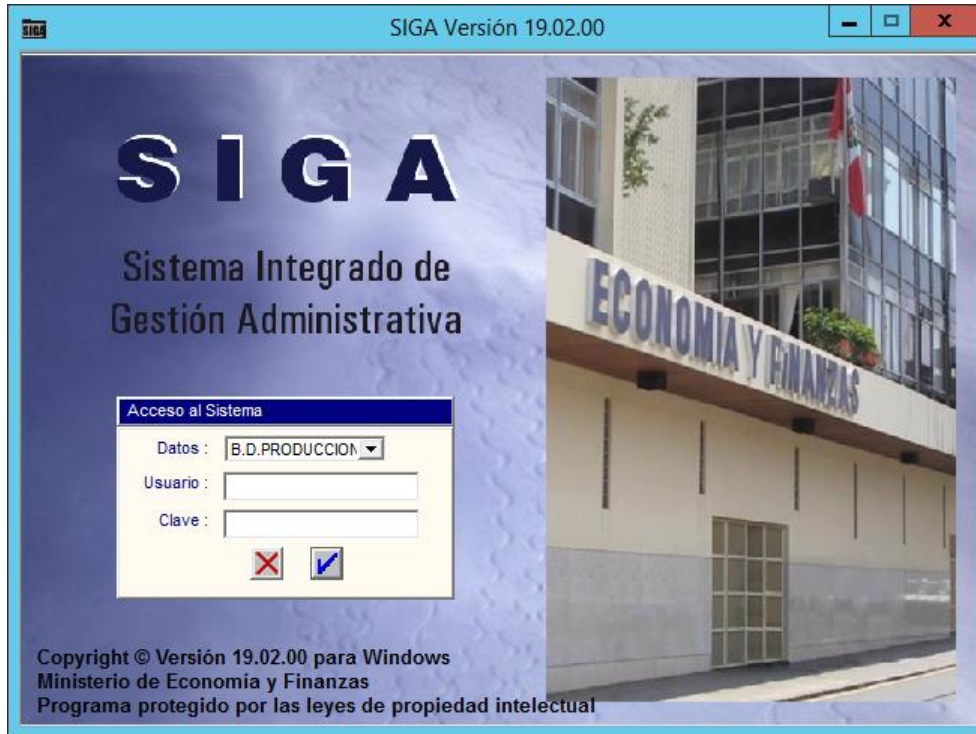 SIGA
SIGA Versión 19.02.00
SIGA
Sistema Integrado de
Gestión Administrativa
ECONOMIA Y FINANZAS
Acceso al Sistema
Datos : B.D.PRODUCCION
Usuario :
Clave :
Copyright © Versión 19.02.00 para Windows
Ministerio de Economía y Finanzas
Programa protegido por las leyes de propiedad intelectual